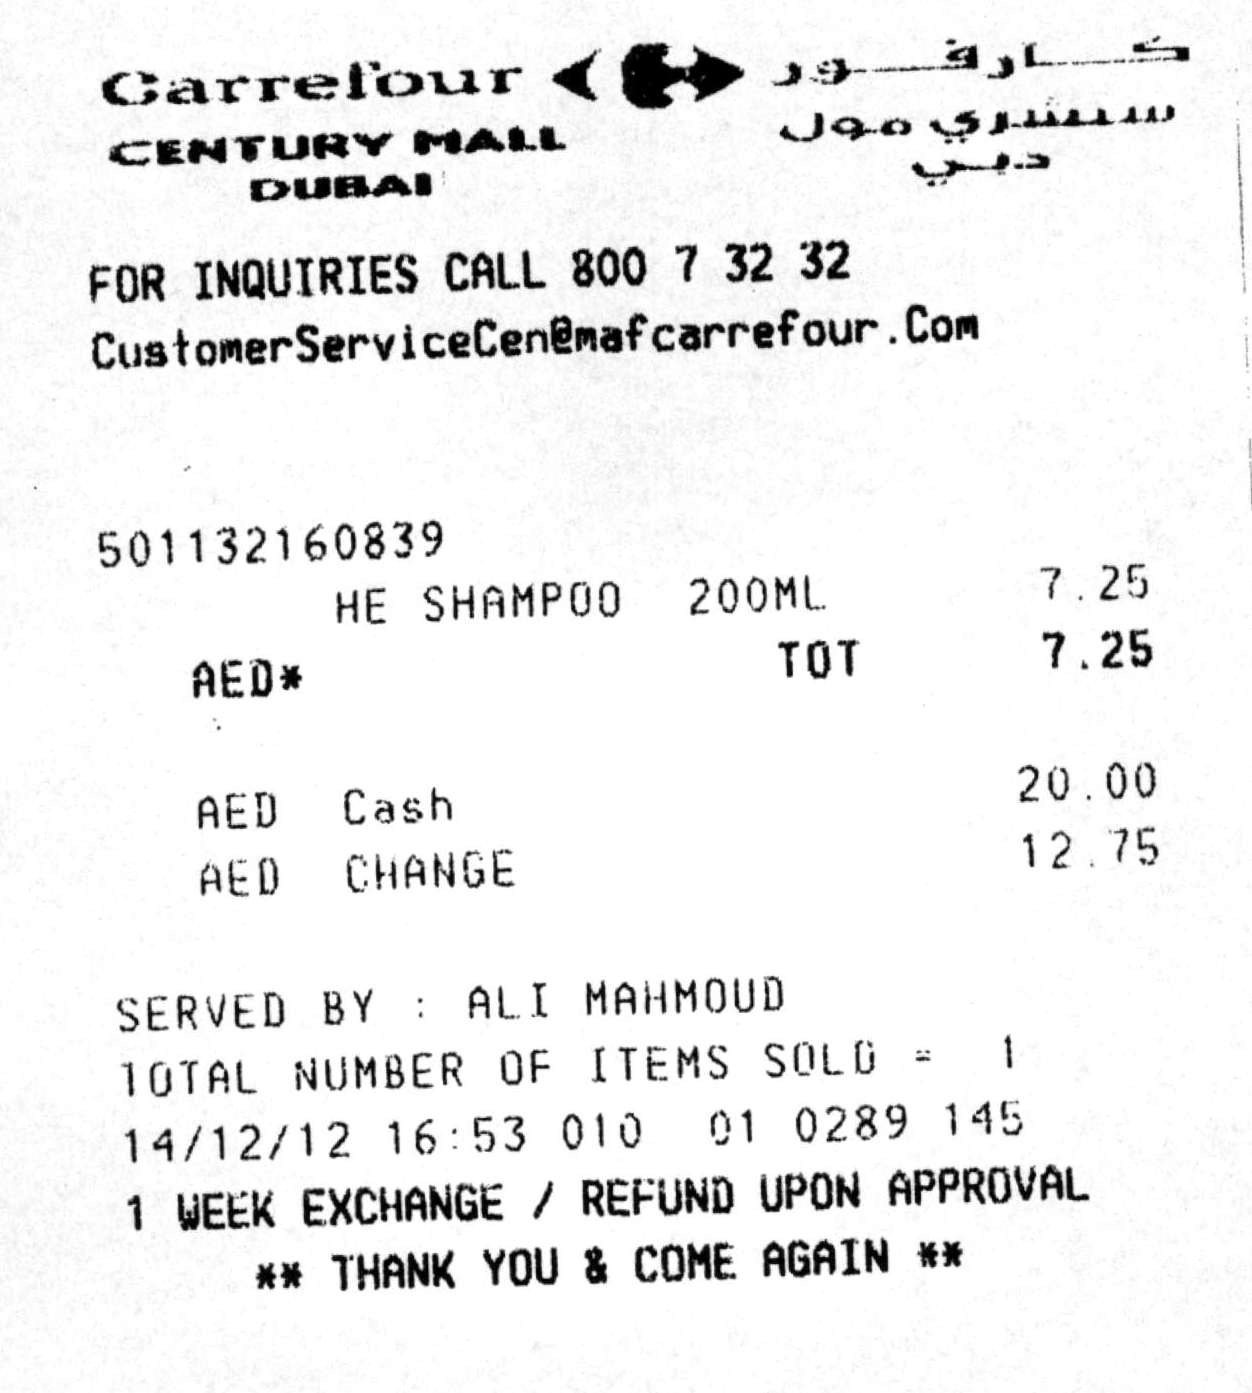 Carrefour كارفور
CENTURY MALL سينشري مول
DUBAI دبي
FOR INQUIRIES CALL 800 7 32 32
CustomerServiceCen@mafcarrefour.Com
501132160839
HE SHAMPOO 200ML 7.25
AED* TOT 7.25
AED Cash 20.00
AED CHANGE 12.75
SERVED BY : ALI MAHMOUD
TOTAL NUMBER OF ITEMS SOLD = 1
14/12/12 16:53 010 01 0289 145
1 WEEK EXCHANGE / REFUND UPON APPROVAL
** THANK YOU & COME AGAIN **